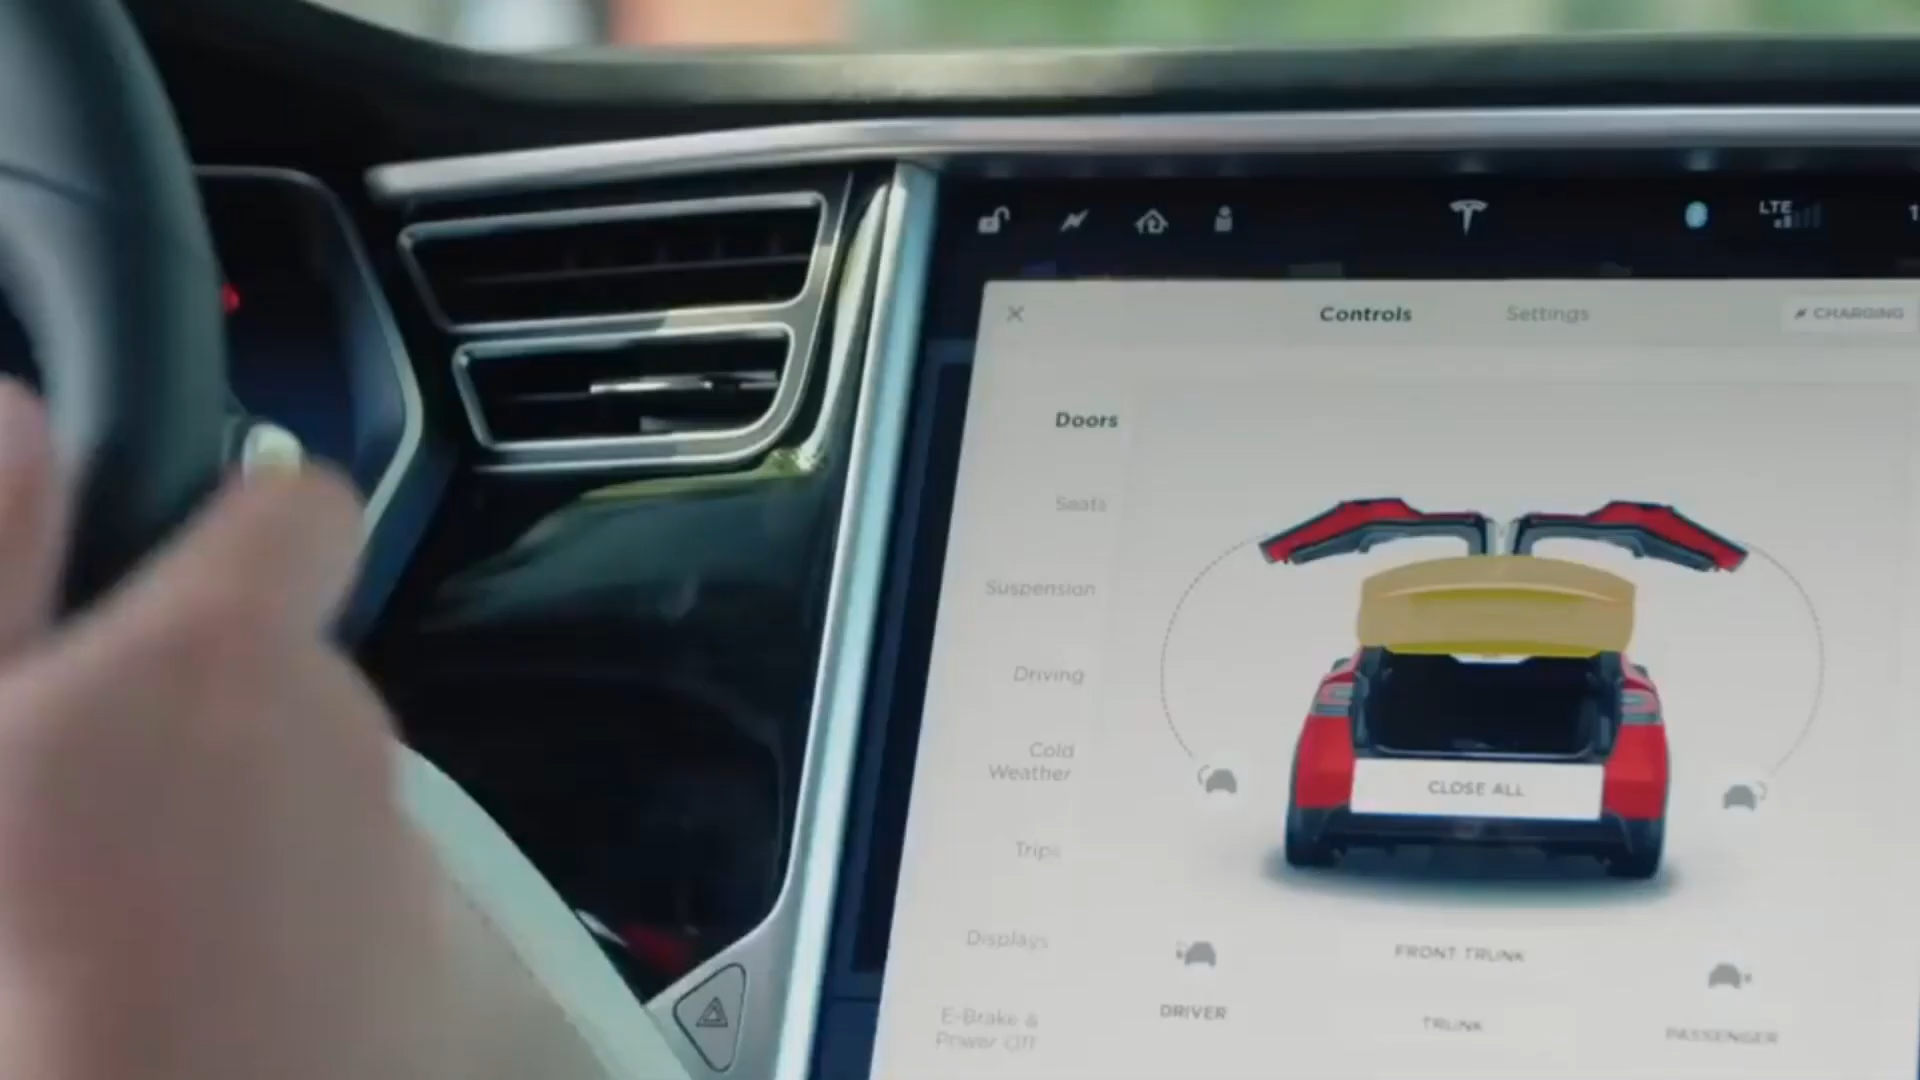 LTE
1
Controls
Settings
CHARGING
Doors
Seats
Suspension
Driving
Cold
Weather
Trips
Displays
E-Brake &
Power Off
CLOSE ALL
FRONT TRUNK
DRIVER
TRUNK
PASSENGER